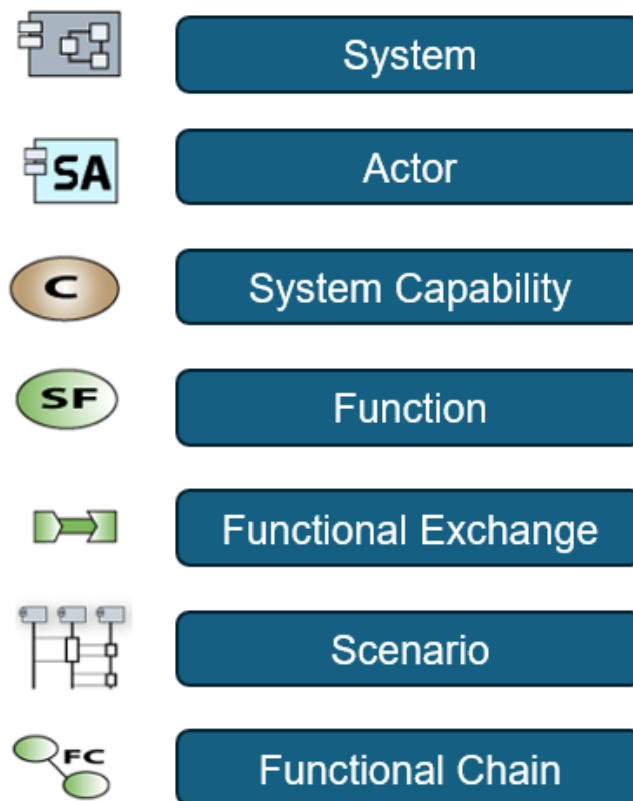 System
SA
Actor
C
System Capability
SF
Function
Functional Exchange
Scenario
FC
Functional Chain